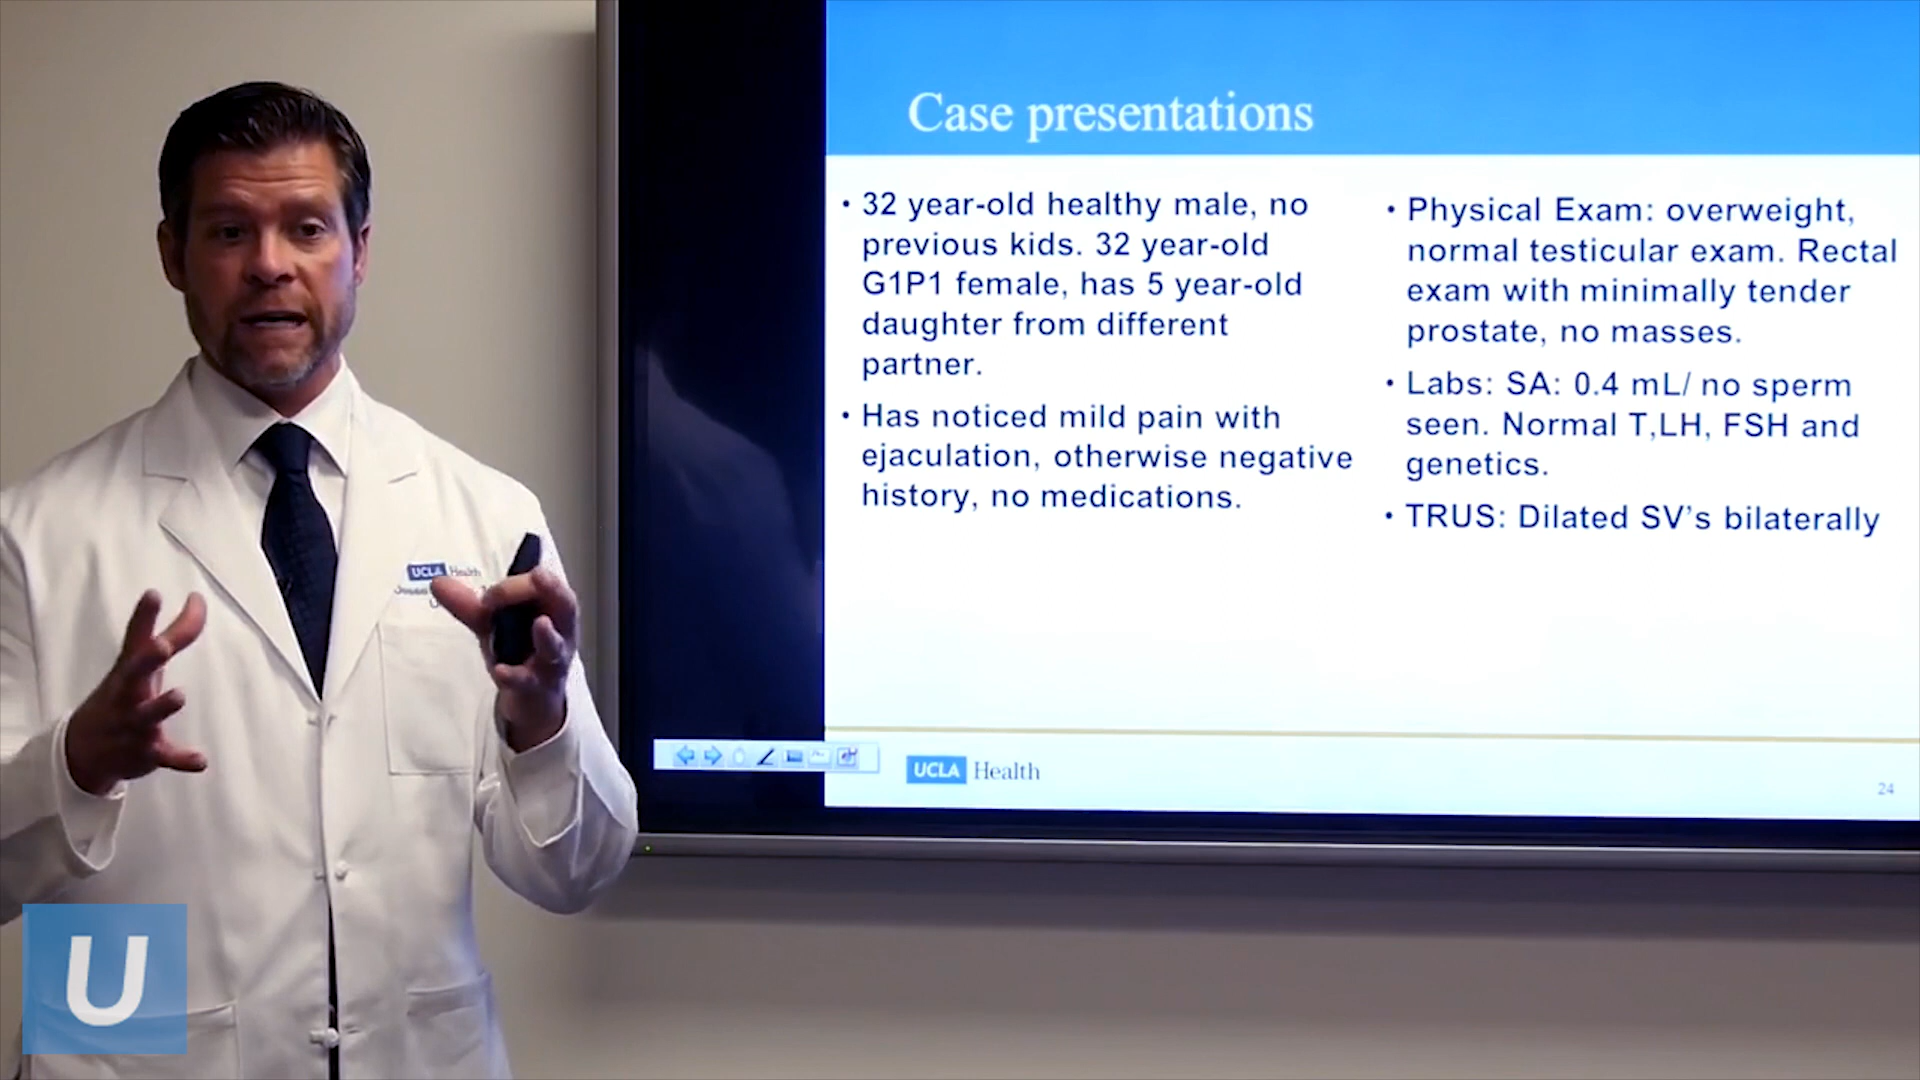 Case presentations
• 32 year-old healthy male, no
previous kids. 32 year-old
G1P1 female, has 5 year-old
daughter from different
partner.
• Has noticed mild pain with
ejaculation, otherwise negative
history, no medications.
• Physical Exam: overweight,
normal testicular exam. Rectal
exam with minimally tender
prostate, no masses.
• Labs: SA: 0.4 mL/ no sperm
seen. Normal T,LH, FSH and
genetics.
• TRUS: Dilated SV's bilaterally
UCLA Health
24
UCLA Health
U